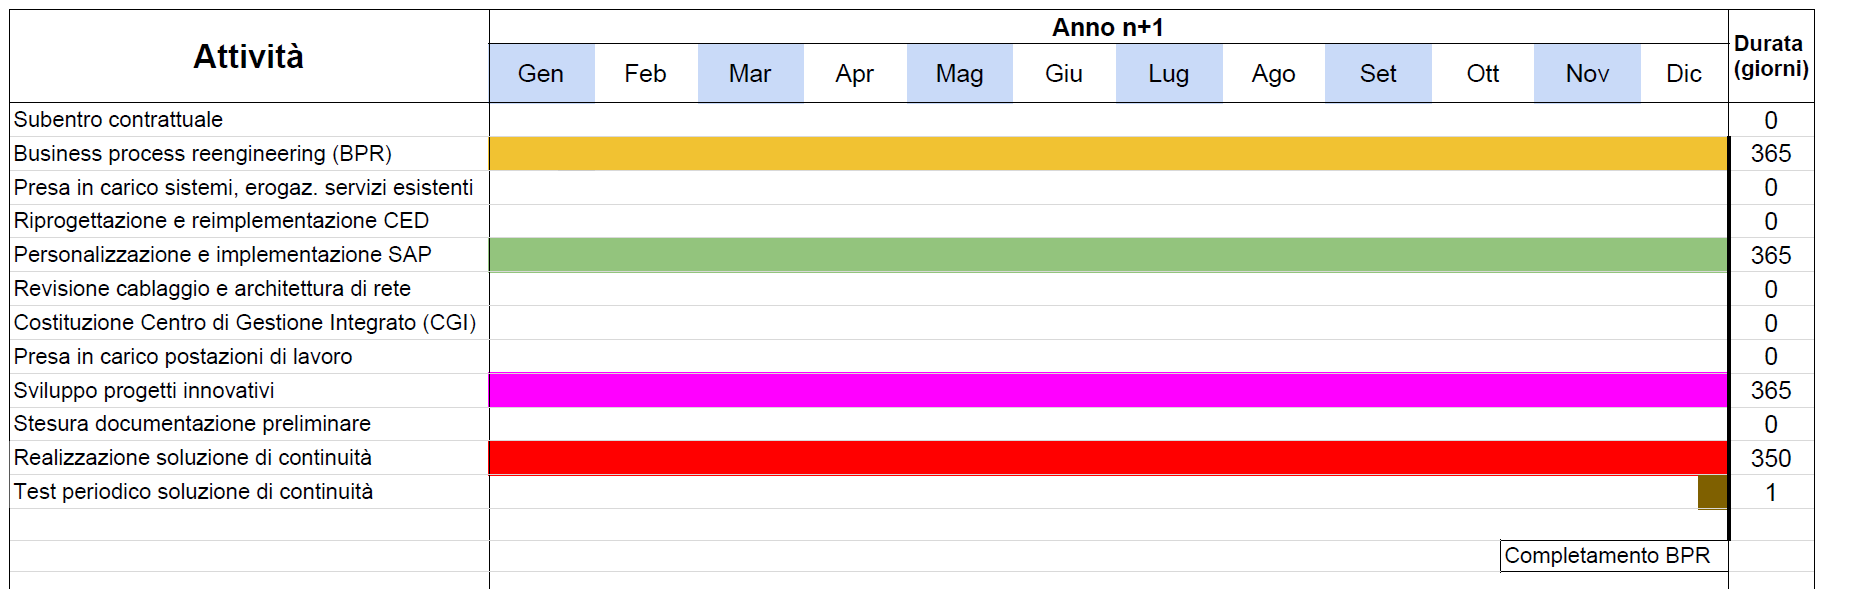 Attività
Anno n+1
Durata
(giorni)
Gen Feb Mar Apr Mag Giu Lug Ago Set Ott Nov Dic
Subentro contrattuale 0
Business process reengineering (BPR) 365
Presa in carico sistemi, erogaz. servizi esistenti 0
Riprogettazione e reimplementazione CED 0
Personalizzazione e implementazione SAP 365
Revisione cablaggio e architettura di rete 0
Costituzione Centro di Gestione Integrato (CGI) 0
Presa in carico postazioni di lavoro 0
Sviluppo progetti innovativi 365
Stesura documentazione preliminare 0
Realizzazione soluzione di continuità 350
Test periodico soluzione di continuità 1
Completamento BPR